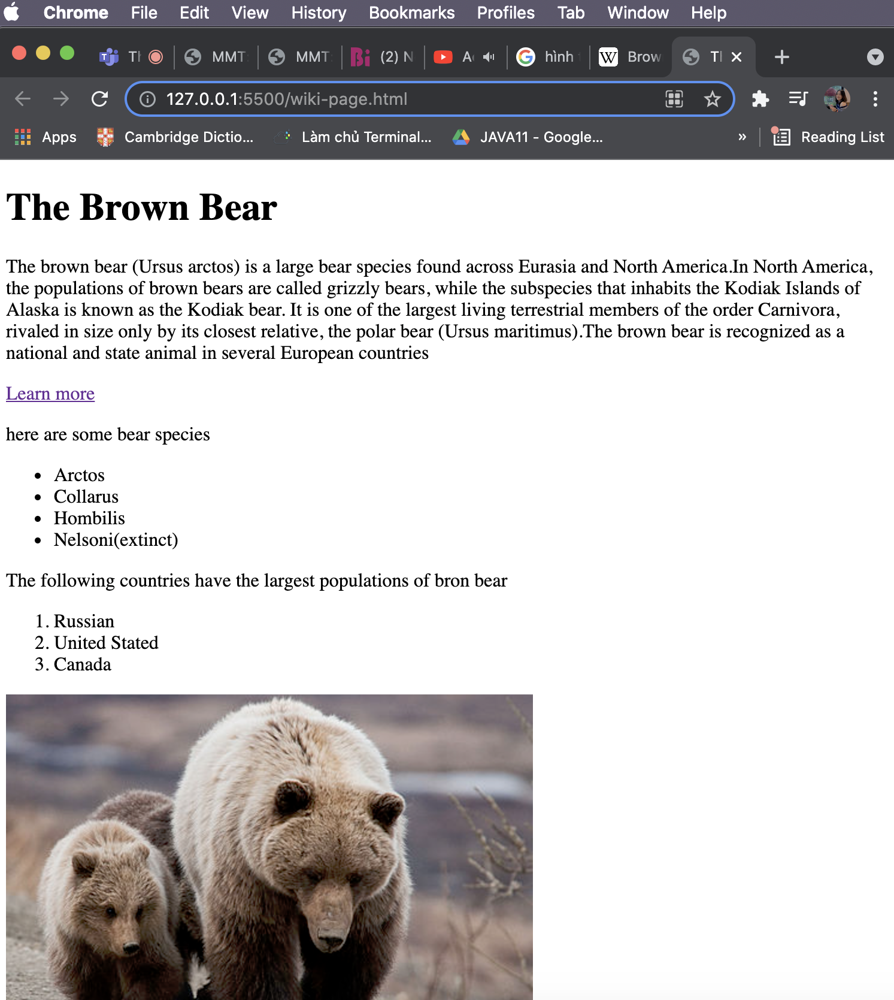 Chrome File Edit View History Bookmarks Profiles Tab Window Help
MMT MMT (2) N A hình Brow
127.0.0.1:5500/wiki-page.html
Apps Cambridge Dictio... Làm chủ Terminal... JAVA11 - Google... » Reading List
The Brown Bear
The brown bear (Ursus arctos) is a large bear species found across Eurasia and North America.In North America,
the populations of brown bears are called grizzly bears, while the subspecies that inhabits the Kodiak Islands of
Alaska is known as the Kodiak bear. It is one of the largest living terrestrial members of the order Carnivora,
rivaled in size only by its closest relative, the polar bear (Ursus maritimus).The brown bear is recognized as a
national and state animal in several European countries
Learn more
here are some bear species
• Arctos
• Collarus
• Hombilis
• Nelsoni(extinct)
The following countries have the largest populations of bron bear
1. Russian
2. United Stated
3. Canada